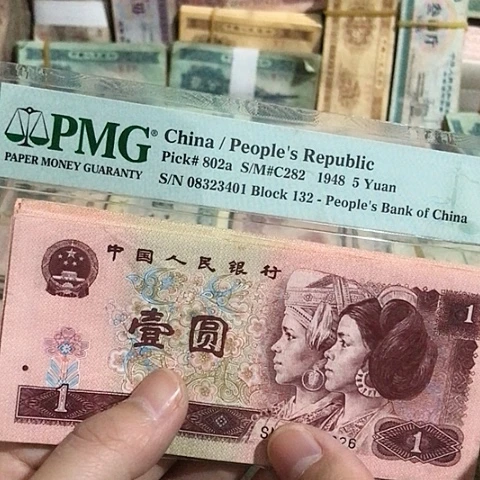 PMG®
PAPER MONEY GUARANTY
China / People's Republic
Pick# 802a S/M#C282 1948 5 Yuan
S/N 08323401 Block 132 - People's Bank of China
中国人民银行
壹圆
1
1
1